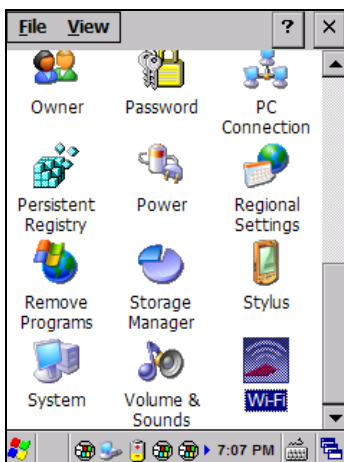 File View ? ×
Owner
Password
PC
Connection
Persistent
Registry
Power
Regional
Settings
Remove
Programs
Storage
Manager
Stylus
System
Volume &
Sounds
Wi-Fi
7:07 PM